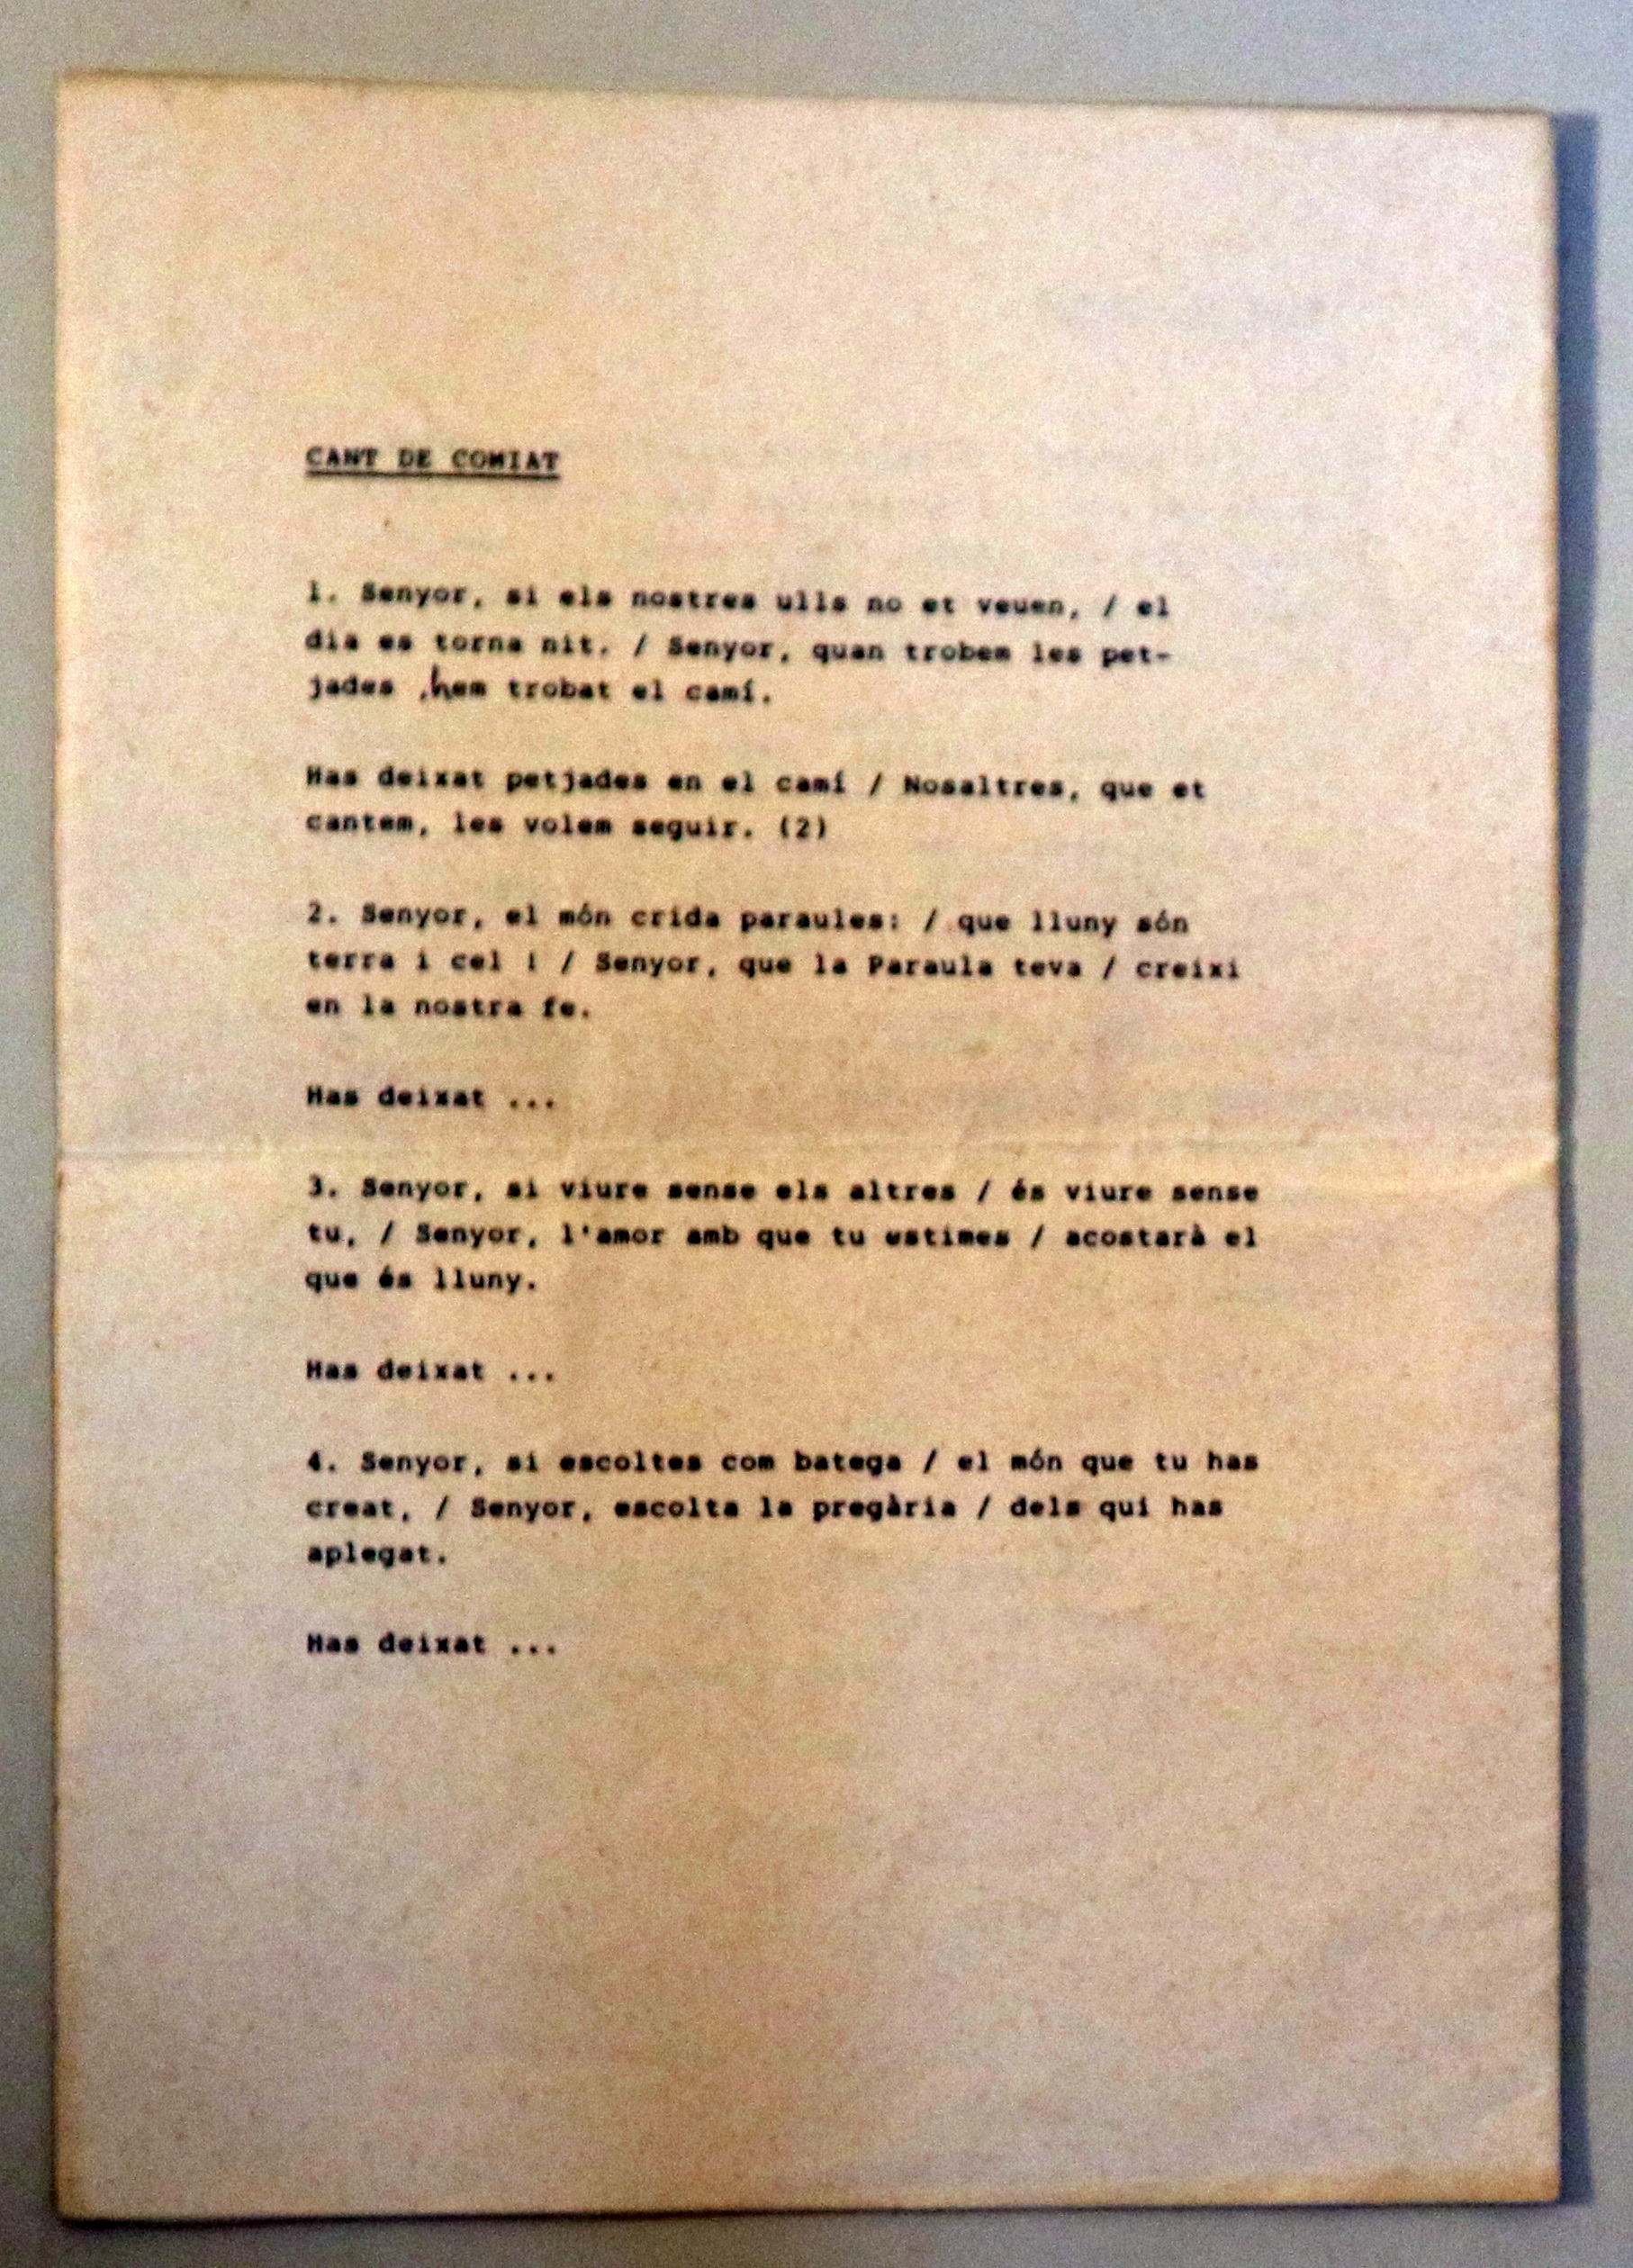 CANT DE COMIAT
1. Senyor, si els nostres ulls no et veuen, / el
dia es torna nit. / Senyor, quan trobem les pet-
jades ,hem trobat el camí.
Has deixat petjades en el camí / Nosaltres, que et
cantem, les volem seguir. (2)
2. Senyor, el món crida paraules: / que lluny són
terra i cel ! / Senyor, que la Paraula teva / creixi
en la nostra fe.
Has deixat ...
3. Senyor, si viure sense els altres / és viure sense
tu, / Senyor, l'amor amb que tu estimes / acostarà el
que és lluny.
Has deixat ...
4. Senyor, si escoltes com batega / el món que tu has
creat, / Senyor, escolta la pregària / dels qui has
aplegat.
Has deixat ...